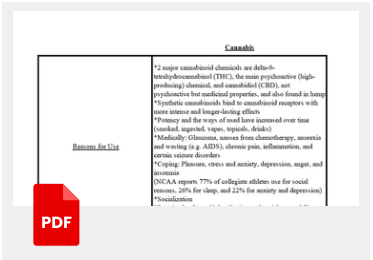 Cannabis
*2 major cannabinoid chemicals are delta-9-
tetrahydrocannabinol (THC), the main psychoactive (high-
producing) chemical, and cannabidiol (CBD), not
psychoactive but medicinal properties, and also found in hemp
*Synthetic cannabinoids bind to cannabinoid receptors with
more intense and longer-lasting effects
*Potency and the ways of used have increased over time
(smoked, ingested, vapes, topicals, drinks)
*Medically: Glaucoma, nausea from chemotherapy, anorexia
and wasting (e.g. AIDS), chronic pain, inflammation, and
certain seizure disorders
Reasons for Use
*Coping: Pleasure, stress and anxiety, depression, anger, and
insomnia
(NCAA reports 77% of collegiate athletes use for social
reasons, 26% for sleep, and 22% for anxiety and depression)
*Socialization
PDF